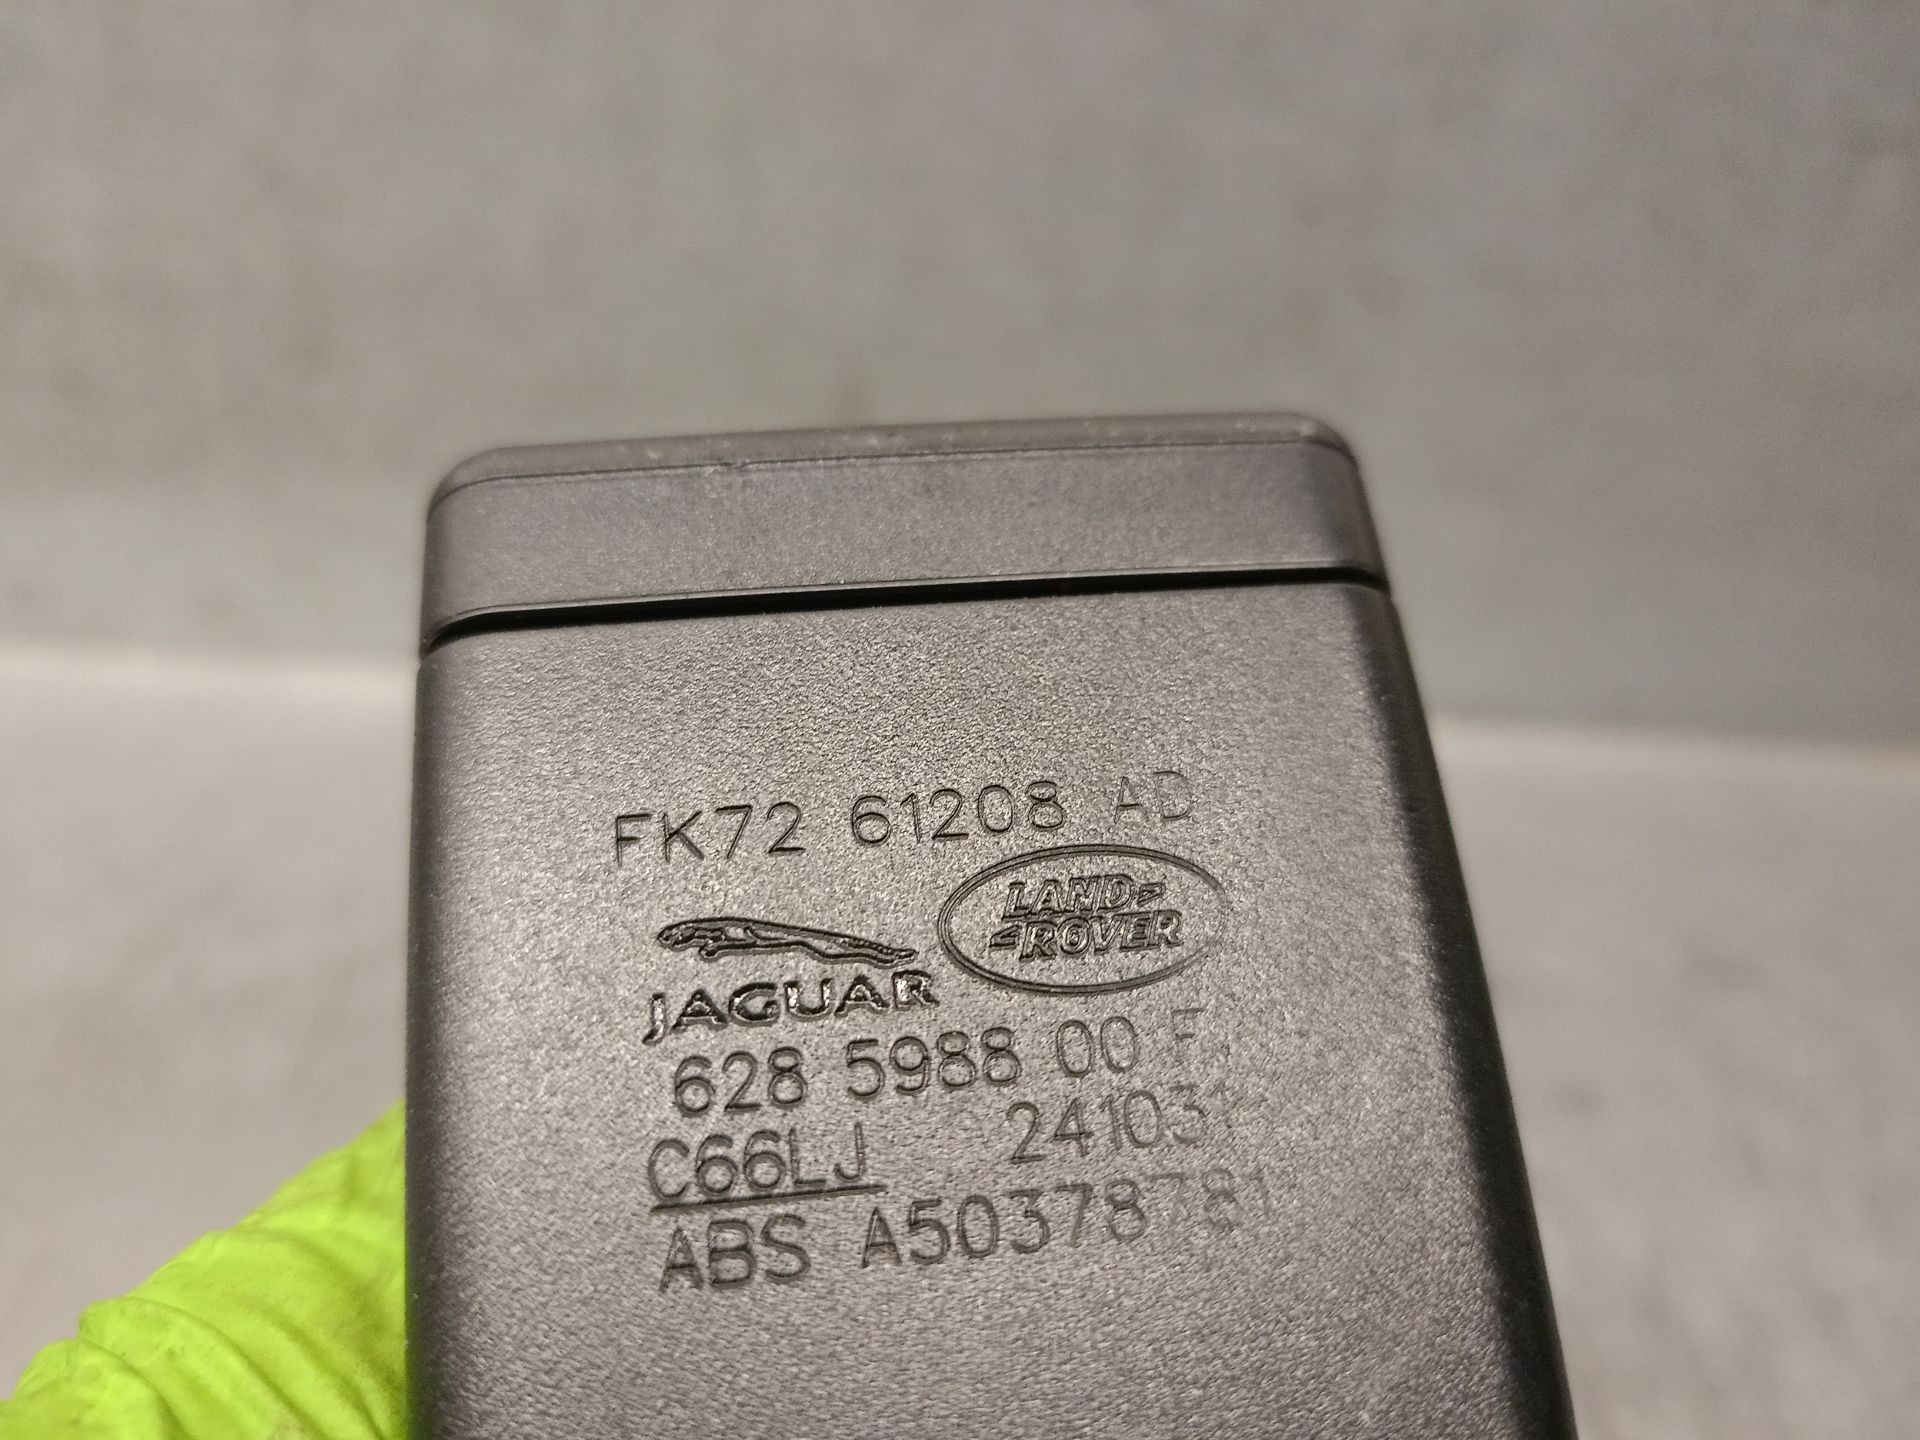 FK72 61208 AD
LAND
ROVER
JAGUAR
628 5988 00 F
C66LJ 241031
ABS A50378781